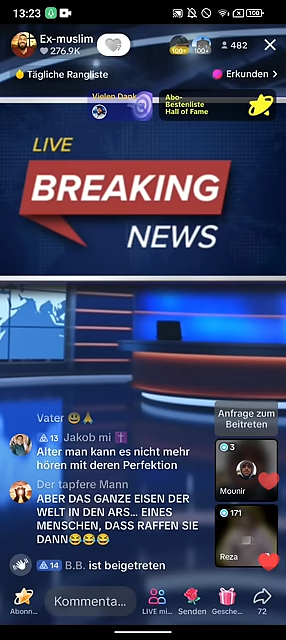 13:23
100
Ex-muslim
276.9K
100+
482
Tägliche Rangliste
Erkunden >
Vielen Dank
Abo-
Bestenliste
Hall of Fame
LIVE
BREAKING
NEWS
Vater
13 Jakob mi
Alter man kann es nicht mehr
hören mit deren Perfektion
Der tapfere Mann
ABER DAS GANZE EISEN DER
WELT IN DEN ARS... EINES
MENSCHEN, DASS RAFFEN SIE
DANN😂😂😂
14 B.B. ist beigetreten
Anfrage zum
Beitreten
3
Mounir
171
Reza
Abonn...
Kommenta...
LIVE mi...
Senden
Gesche...
72